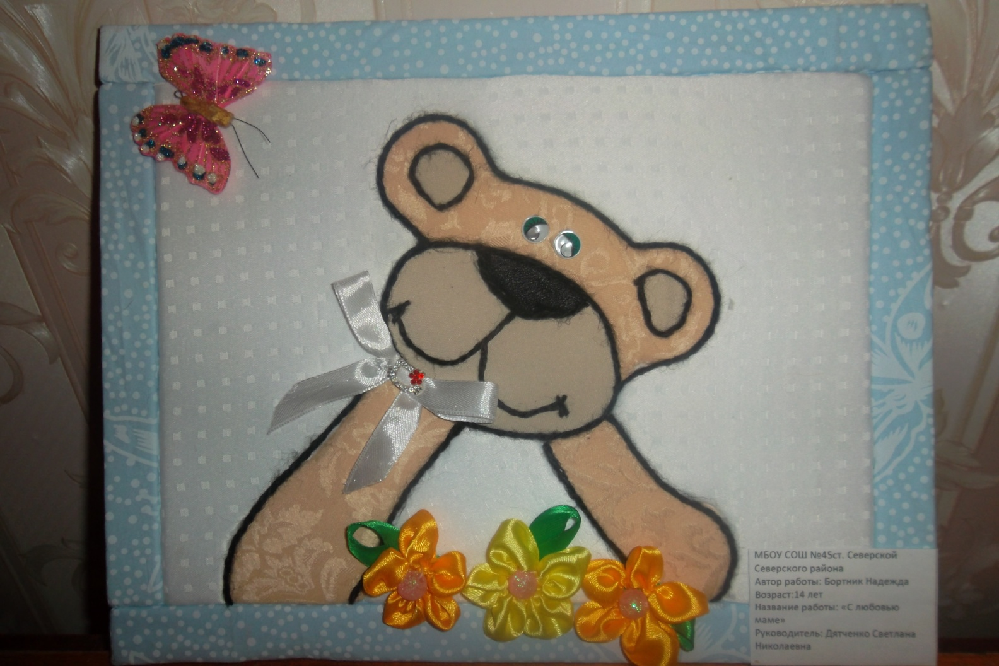 МБОУ СОШ №45ст. Северской
Северского района
Автор работы: Бортник Надежда
Возраст:14 лет
Название работы: «С любовью
маме»
Руководитель: Дятченко Светлана
Николаевна